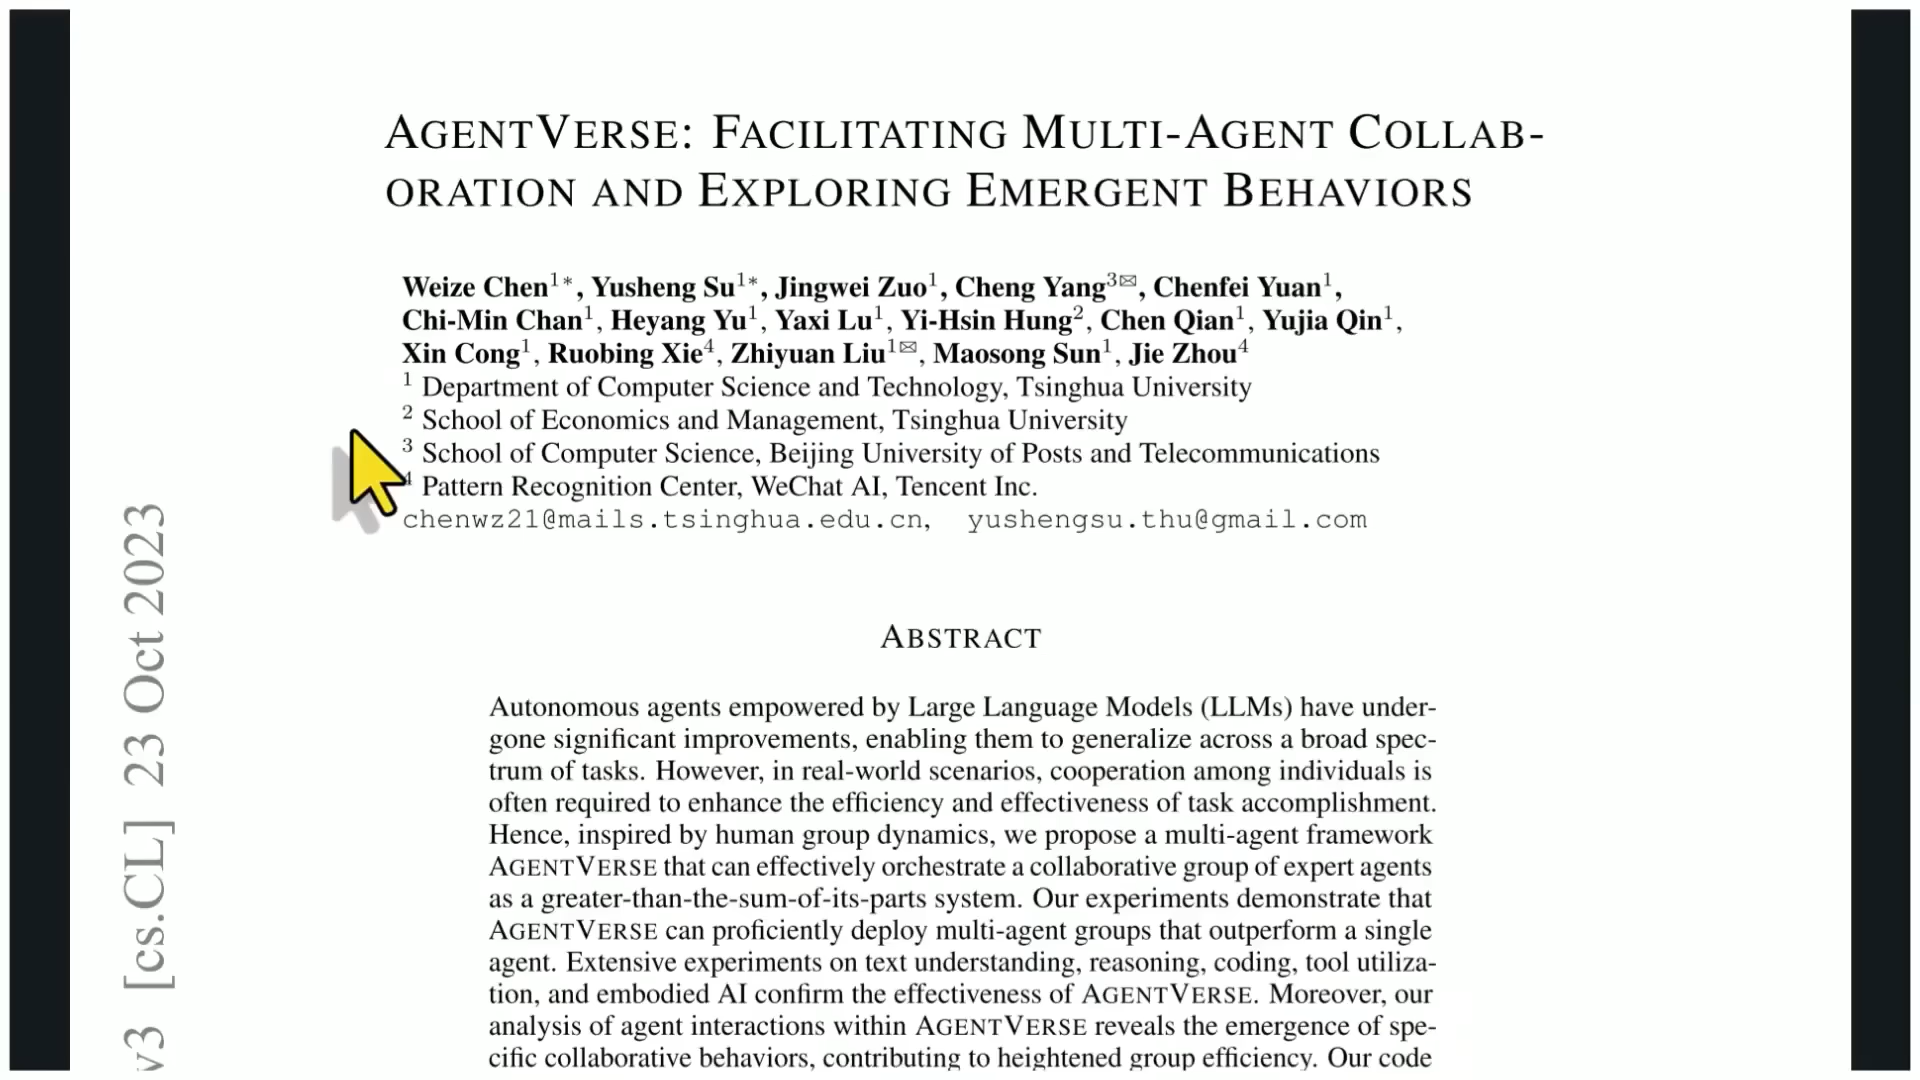 AGENTVERSE: FACILITATING MULTI-AGENT COLLAB-
ORATION AND EXPLORING EMERGENT BEHAVIORS
Weize Chen¹*, Yusheng Su¹*, Jingwei Zuo¹, Cheng Yang³✉, Chenfei Yuan¹,
Chi-Min Chan¹, Heyang Yu¹, Yaxi Lu¹, Yi-Hsin Hung², Chen Qian¹, Yujia Qin¹,
Xin Cong¹, Ruobing Xie⁴, Zhiyuan Liu¹✉, Maosong Sun¹, Jie Zhou⁴
¹ Department of Computer Science and Technology, Tsinghua University
² School of Economics and Management, Tsinghua University
³ School of Computer Science, Beijing University of Posts and Telecommunications
⁴ Pattern Recognition Center, WeChat AI, Tencent Inc.
chenwz21@mails.tsinghua.edu.cn, yushengsu.thu@gmail.com
ABSTRACT
Autonomous agents empowered by Large Language Models (LLMs) have under-
gone significant improvements, enabling them to generalize across a broad spec-
trum of tasks. However, in real-world scenarios, cooperation among individuals is
often required to enhance the efficiency and effectiveness of task accomplishment.
Hence, inspired by human group dynamics, we propose a multi-agent framework
AGENTVERSE that can effectively orchestrate a collaborative group of expert agents
as a greater-than-the-sum-of-its-parts system. Our experiments demonstrate that
AGENTVERSE can proficiently deploy multi-agent groups that outperform a single
agent. Extensive experiments on text understanding, reasoning, coding, tool utiliza-
tion, and embodied AI confirm the effectiveness of AGENTVERSE. Moreover, our
analysis of agent interactions within AGENTVERSE reveals the emergence of spe-
cific collaborative behaviors, contributing to heightened group efficiency. Our code
v3 [cs.CL] 23 Oct 2023